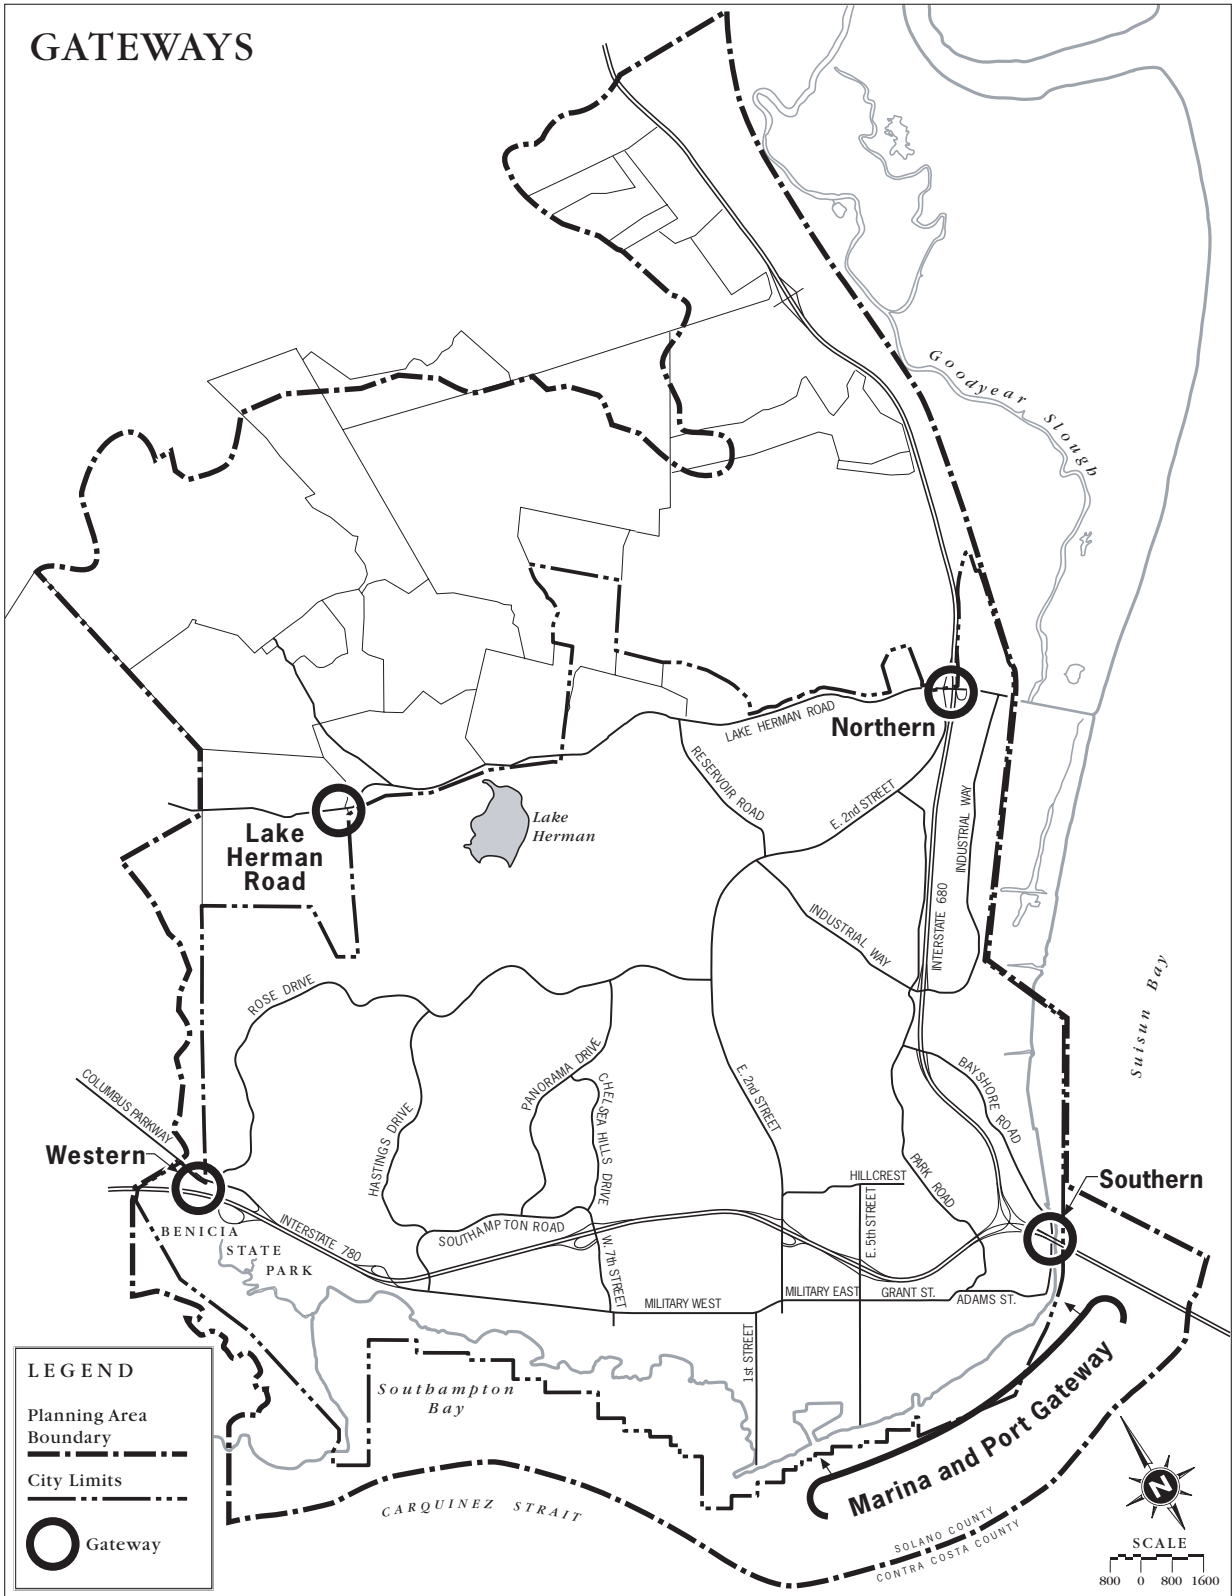 GATEWAYS
Goodyear Slough
LAKE HERMAN ROAD
Northern
RESERVOIR ROAD
E. 2nd STREET
INDUSTRIAL WAY
Lake
Herman
Lake
Herman
Road
INDUSTRIAL WAY
INTERSTATE 680
Suisun Bay
ROSE DRIVE
COLUMBUS PARKWAY
Western
HASTINGS DRIVE
PANORAMA DRIVE
CHELSEA HILLS DRIVE
E. 2nd STREET
BAYSHORE ROAD
PARK ROAD
HILLCREST
E. 5th STREET
Southern
BENICIA
STATE
PARK
INTERSTATE 780
SOUTHAMPTON ROAD
W. 7th STREET
MILITARY WEST
MILITARY EAST
GRANT ST.
ADAMS ST.
1st STREET
Southampton
Bay
Marina and Port Gateway
CARQUINEZ STRAIT
SOLANO COUNTY
CONTRA COSTA COUNTY
LEGEND
Planning Area
Boundary
City Limits
Gateway
N
SCALE
800 0 800 1600